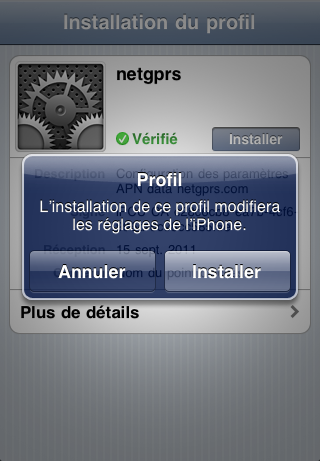 Installation du profil
netgprs
Vérifié
Installer
Description
Configuration des paramètres
APN data netgprs.com
Profil
L'installation de ce profil modifiera
les réglages de l'iPhone.
Réception
15 sept. 2011
Annuler
Installer
Plus de détails